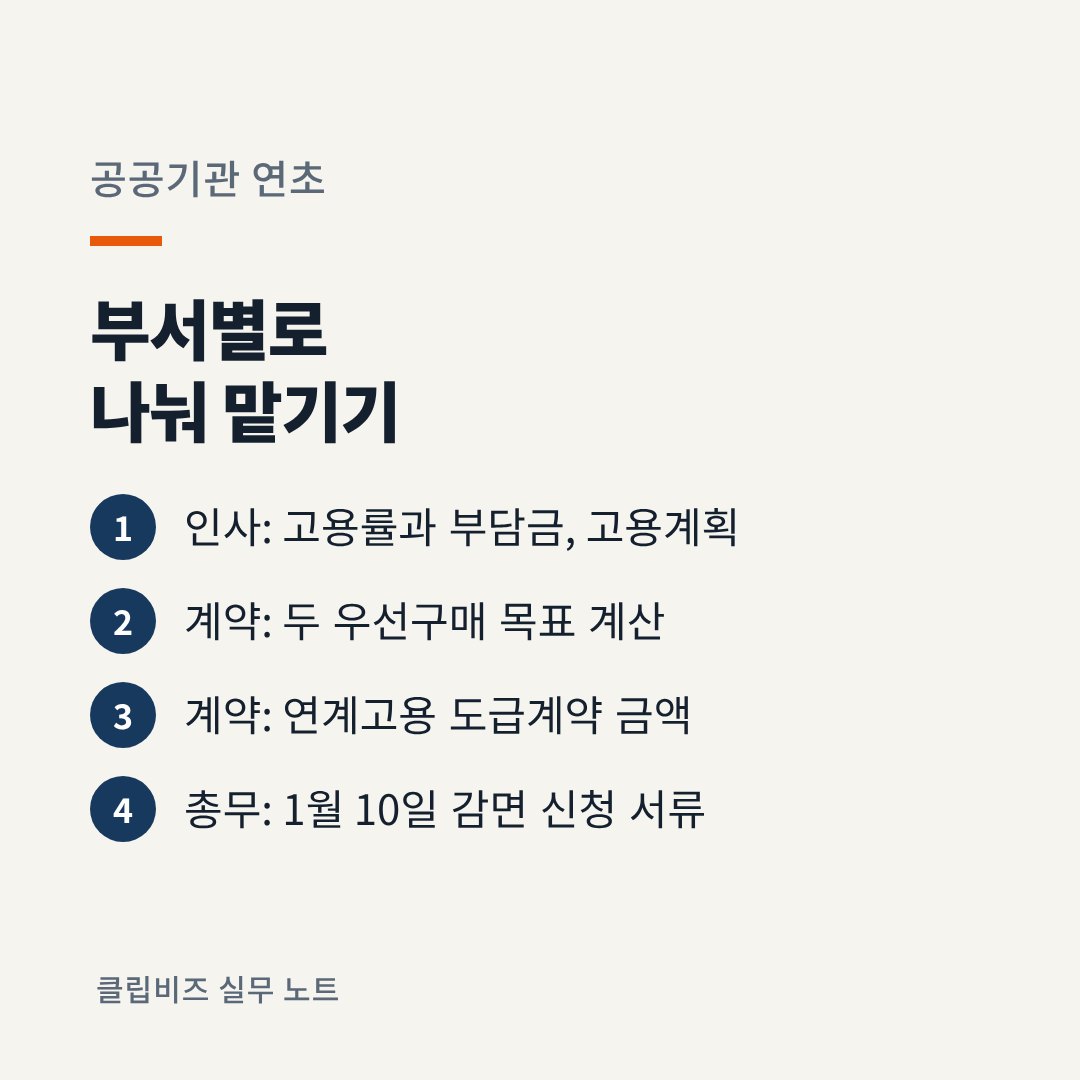 공공기관 연초
부서별로
나눠 맡기기
1 인사: 고용률과 부담금, 고용계획
2 계약: 두 우선구매 목표 계산
3 계약: 연계고용 도급계약 금액
4 총무: 1월 10일 감면 신청 서류
클립비즈 실무 노트